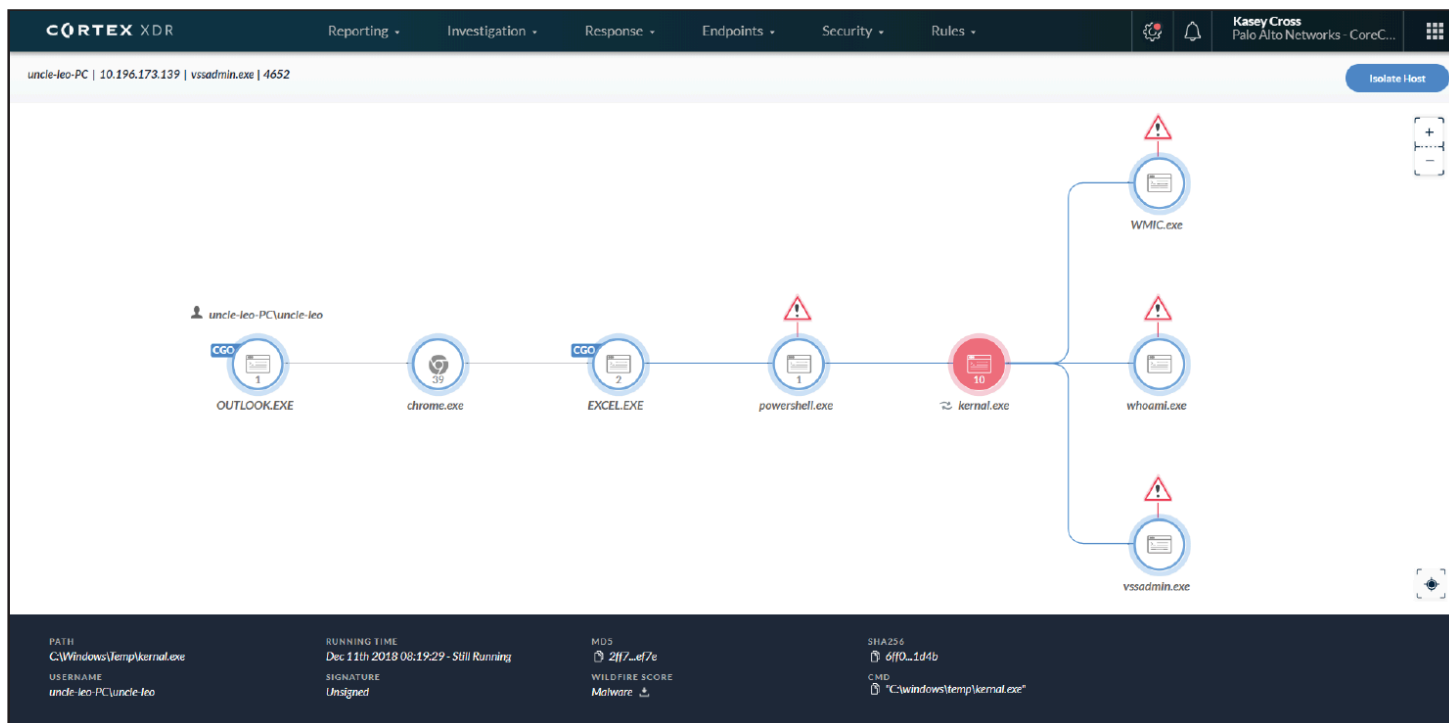 CORTEX XDR
Reporting
Investigation
Response
Endpoints
Security
Rules
Kasey Cross
Palo Alto Networks - CoreC...
uncle-leo-PC | 10.196.173.139 | vssadmin.exe | 4652
Isolate Host
WMIC.exe
uncle-leo-PC\uncle-leo
CGO
1
OUTLOOK.EXE
39
chrome.exe
CGO
2
EXCEL.EXE
1
powershell.exe
10
kernal.exe
whoami.exe
vssadmin.exe
PATH
C:\Windows\Temp\kernal.exe
RUNNING TIME
Dec 11th 2018 08:19:29 - Still Running
MD5
2ff7...ef7e
SHA256
6ff0...1d4b
USERNAME
uncle-leo-PC\uncle-leo
SIGNATURE
Unsigned
WILDFIRE SCORE
Malware
CMD
"C:\windows\temp\kernal.exe"